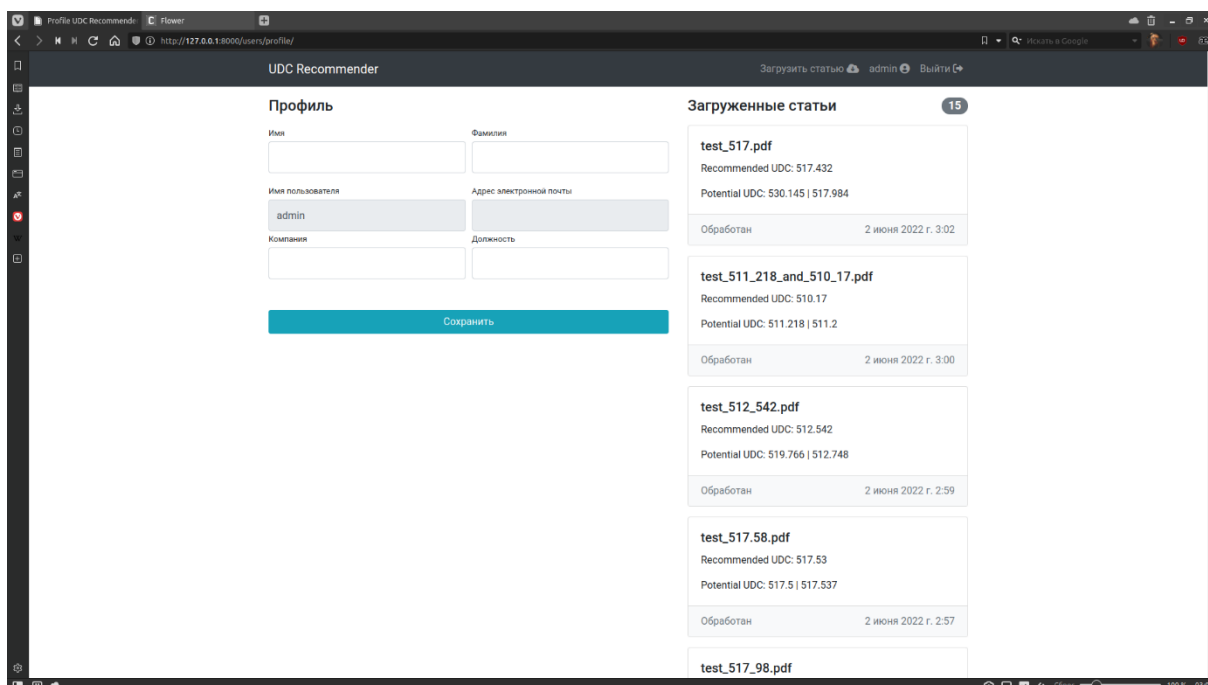 Profile UDC Recommende
Flower
http://127.0.0.1:8000/users/profile/
Искать в Google
UDC Recommender
Загрузить статью admin Выйти
Профиль
Имя
Фамилия
Имя пользователя
Адрес электронной почты
admin
Компания
Должность
Сохранить
Загруженные статьи 15
test_517.pdf
Recommended UDC: 517.432
Potential UDC: 530.145 | 517.984
Обработан 2 июня 2022 г. 3:02
test_511_218_and_510_17.pdf
Recommended UDC: 510.17
Potential UDC: 511.218 | 511.2
Обработан 2 июня 2022 г. 3:00
test_512_542.pdf
Recommended UDC: 512.542
Potential UDC: 519.766 | 512.748
Обработан 2 июня 2022 г. 2:59
test_517.58.pdf
Recommended UDC: 517.53
Potential UDC: 517.5 | 517.537
Обработан 2 июня 2022 г. 2:57
test_517_98.pdf